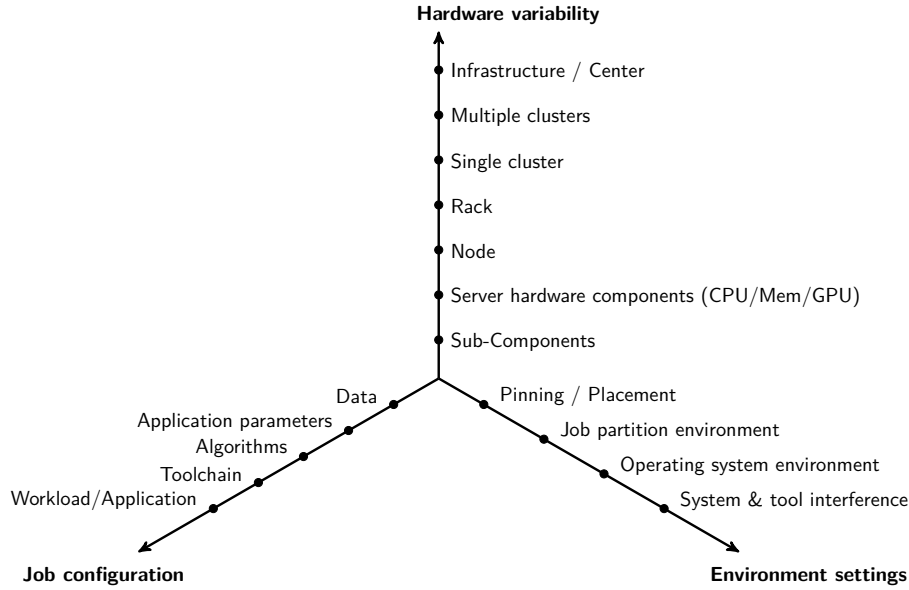 Hardware variability
Infrastructure / Center
Multiple clusters
Single cluster
Rack
Node
Server hardware components (CPU/Mem/GPU)
Sub-Components
Data
Application parameters
Algorithms
Toolchain
Workload/Application
Job configuration
Pinning / Placement
Job partition environment
Operating system environment
System & tool interference
Environment settings